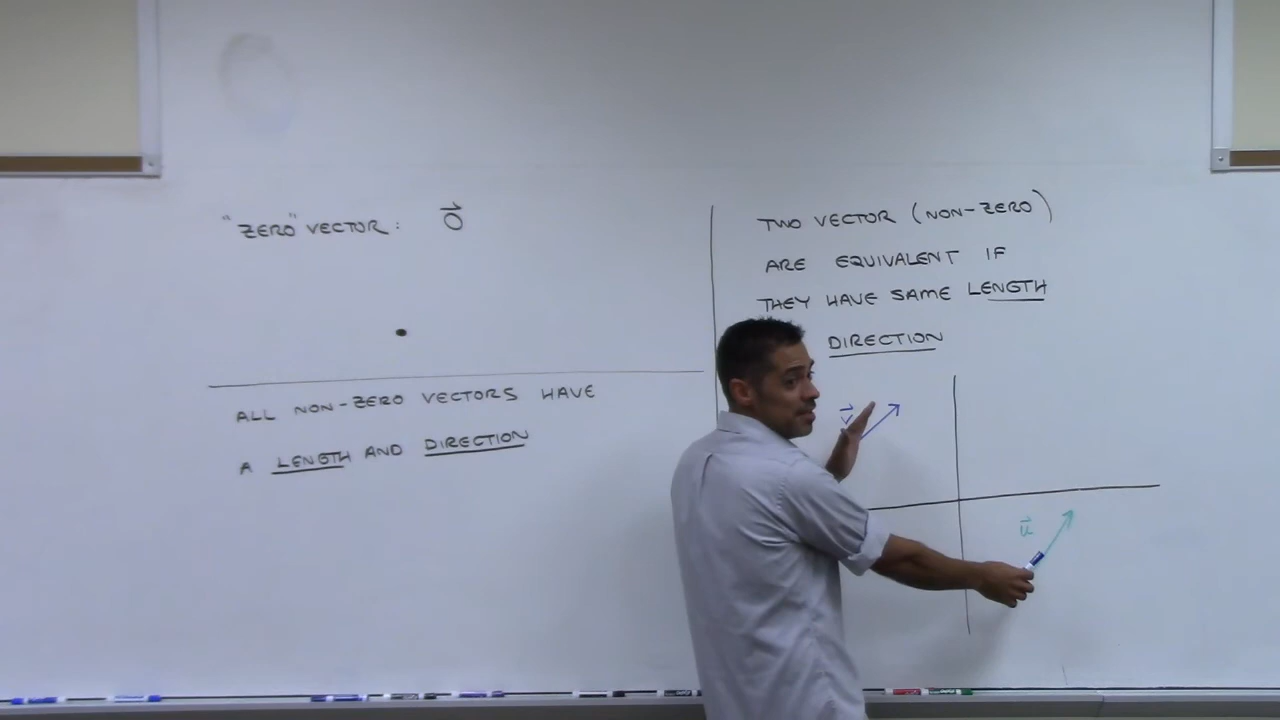 "ZERO" VECTOR: 0⃗
ALL NON-ZERO VECTORS HAVE
A LENGTH AND DIRECTION
TWO VECTOR (NON-ZERO)
ARE EQUIVALENT IF
THEY HAVE SAME LENGTH
DIRECTION
v⃗
u⃗